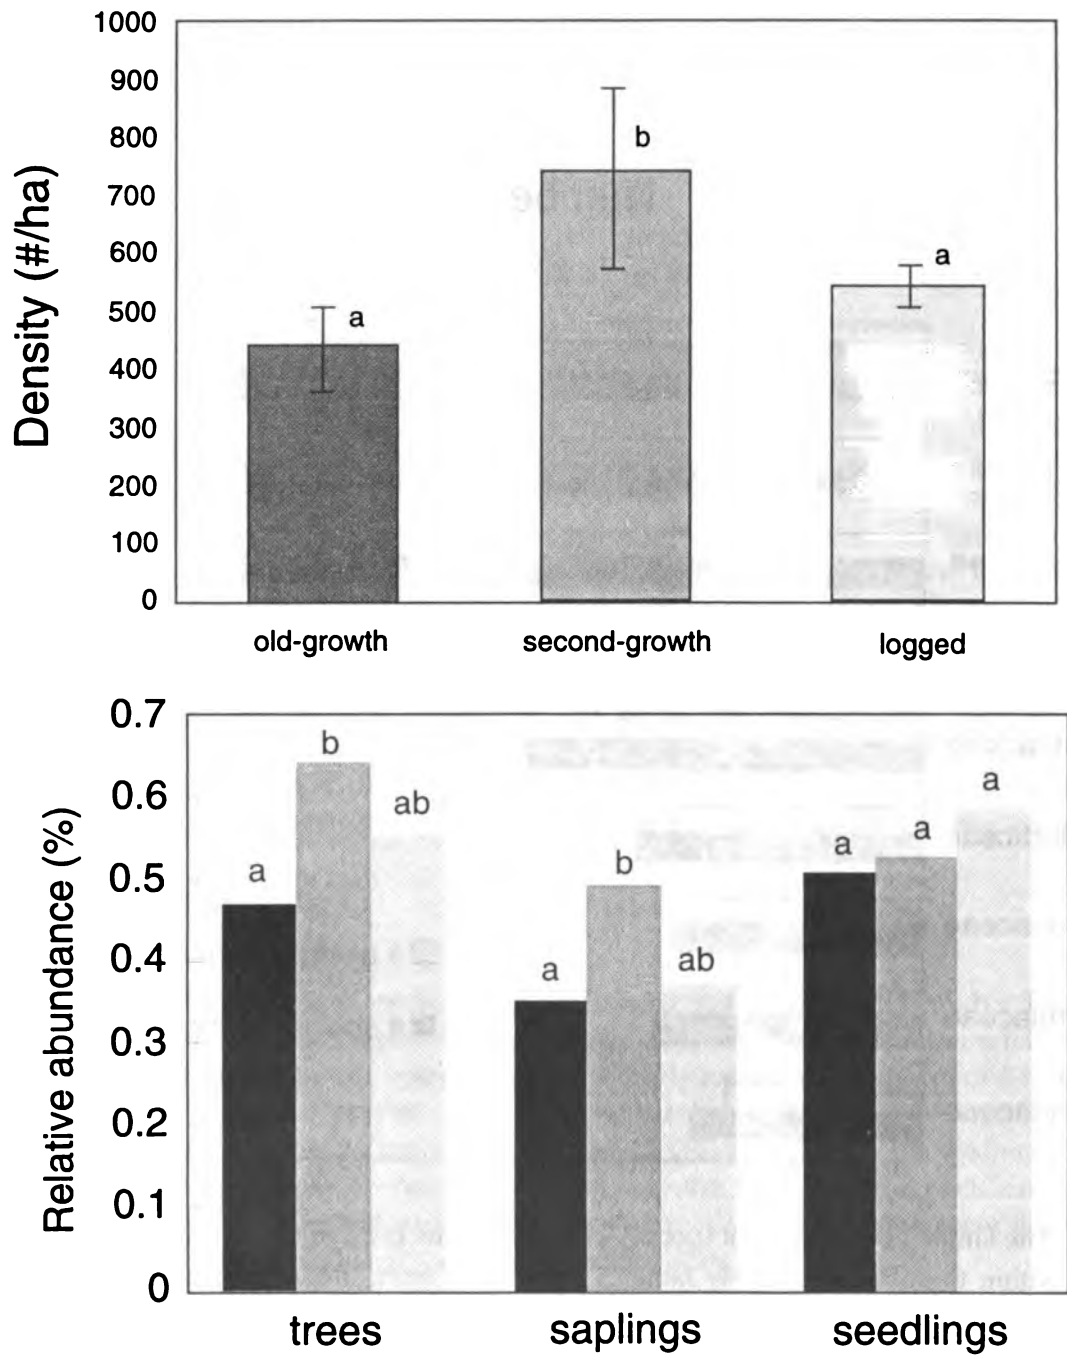 1000
900
800
700
600
500
400
300
200
100
0
Density (#/ha)
a
b
a
old-growth
second-growth
logged
0.7
0.6
0.5
0.4
0.3
0.2
0.1
0
Relative abundance (%)
a
b
ab
a
b
ab
a
a
a
trees
saplings
seedlings